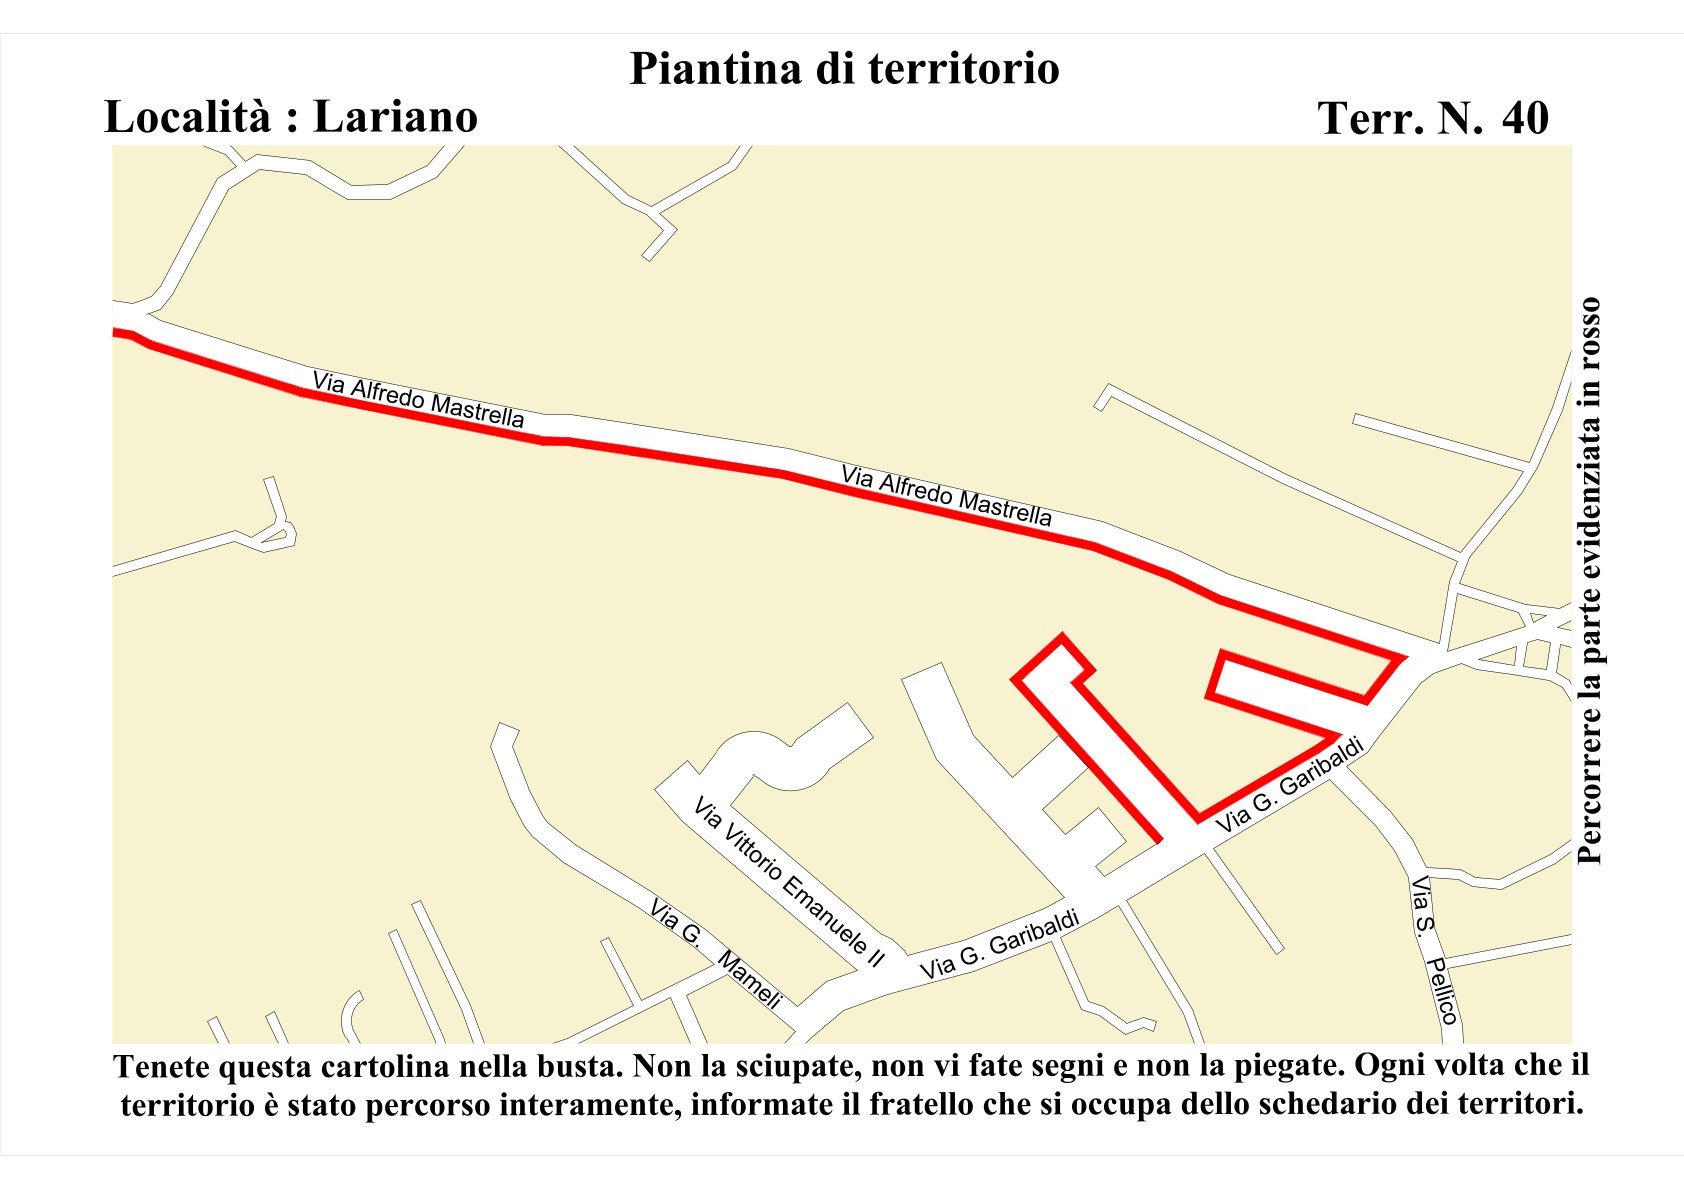 Piantina di territorio
Località : Lariano
Terr. N. 40
Via Alfredo Mastrella
Via Alfredo Mastrella
Percorrere la parte evidenziata in rosso
Via G. Garibaldi
Via Vittorio Emanuele II
Via G. Mameli
Via G. Garibaldi
Via S. Pellico
Tenete questa cartolina nella busta. Non la sciupate, non vi fate segni e non la piegate. Ogni volta che il
territorio è stato percorso interamente, informate il fratello che si occupa dello schedario dei territori.